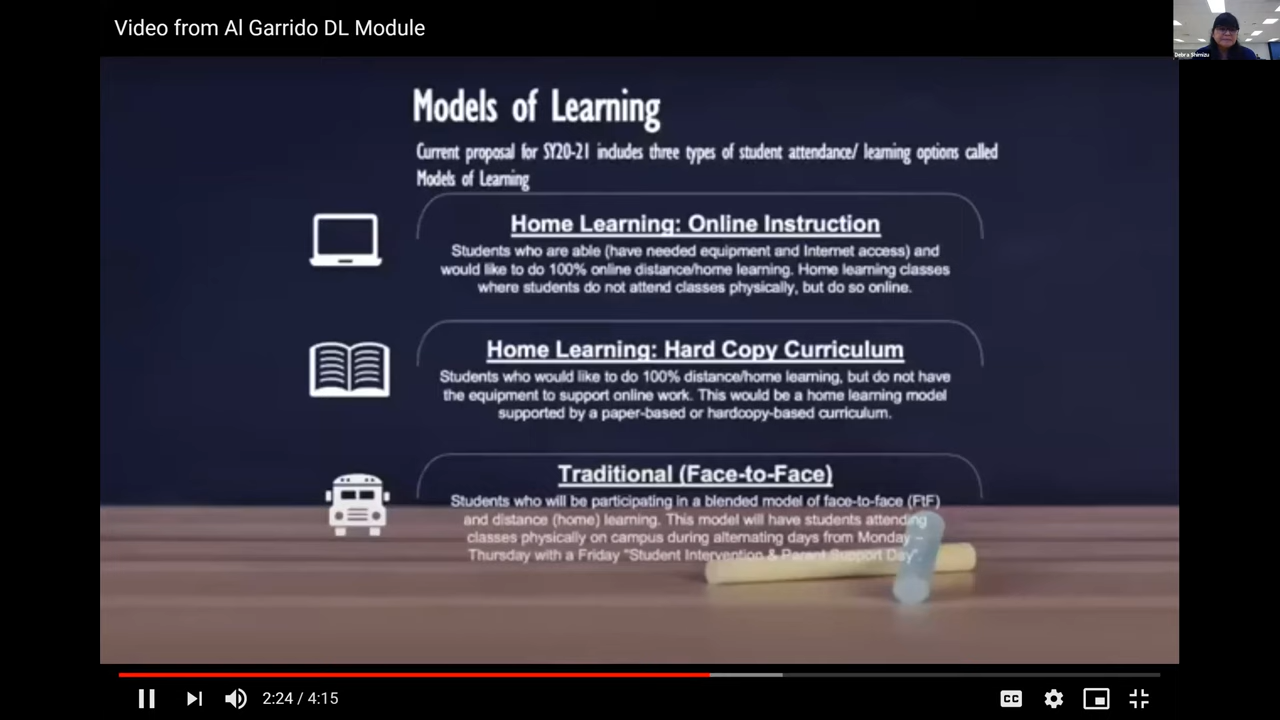 Video from Al Garrido DL Module
Debra Shimizu
Models of Learning
Current proposal for SY20-21 includes three types of student attendance/ learning options called
Models of Learning
Home Learning: Online Instruction
Students who are able (have needed equipment and Internet access) and
would like to do 100% online distance/home learning. Home learning classes
where students do not attend classes physically, but do so online.
Home Learning: Hard Copy Curriculum
Students who would like to do 100% distance/home learning, but do not have
the equipment to support online work. This would be a home learning model
supported by a paper-based or hardcopy-based curriculum.
Traditional (Face-to-Face)
Students who will be participating in a blended model of face-to-face (FtF)
and distance (home) learning. This model will have students attending
classes physically on campus during alternating days from Monday –
Thursday with a Friday "Student Intervention & Parent Support Day".
2:24 / 4:15
CC